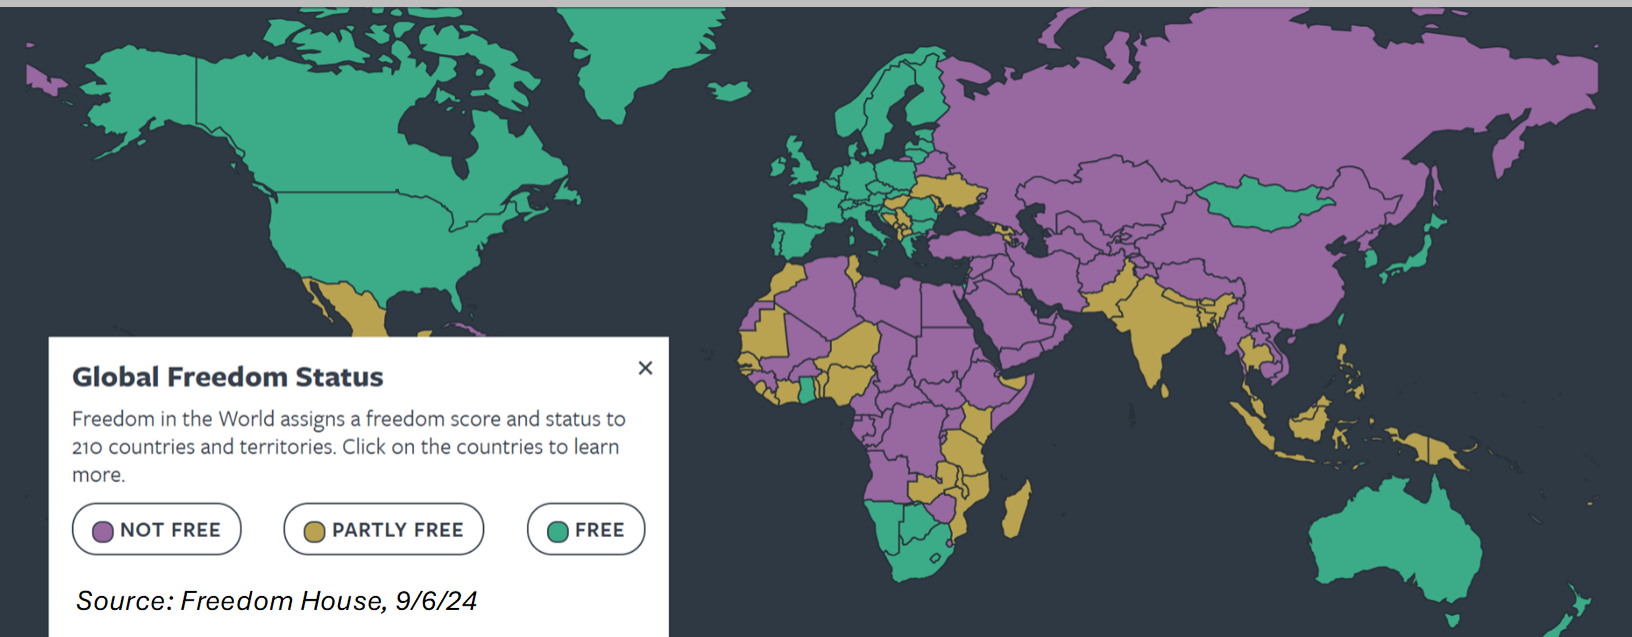 Global Freedom Status
×
Freedom in the World assigns a freedom score and status to
210 countries and territories. Click on the countries to learn
more.
NOT FREE
PARTLY FREE
FREE
Source: Freedom House, 9/6/24